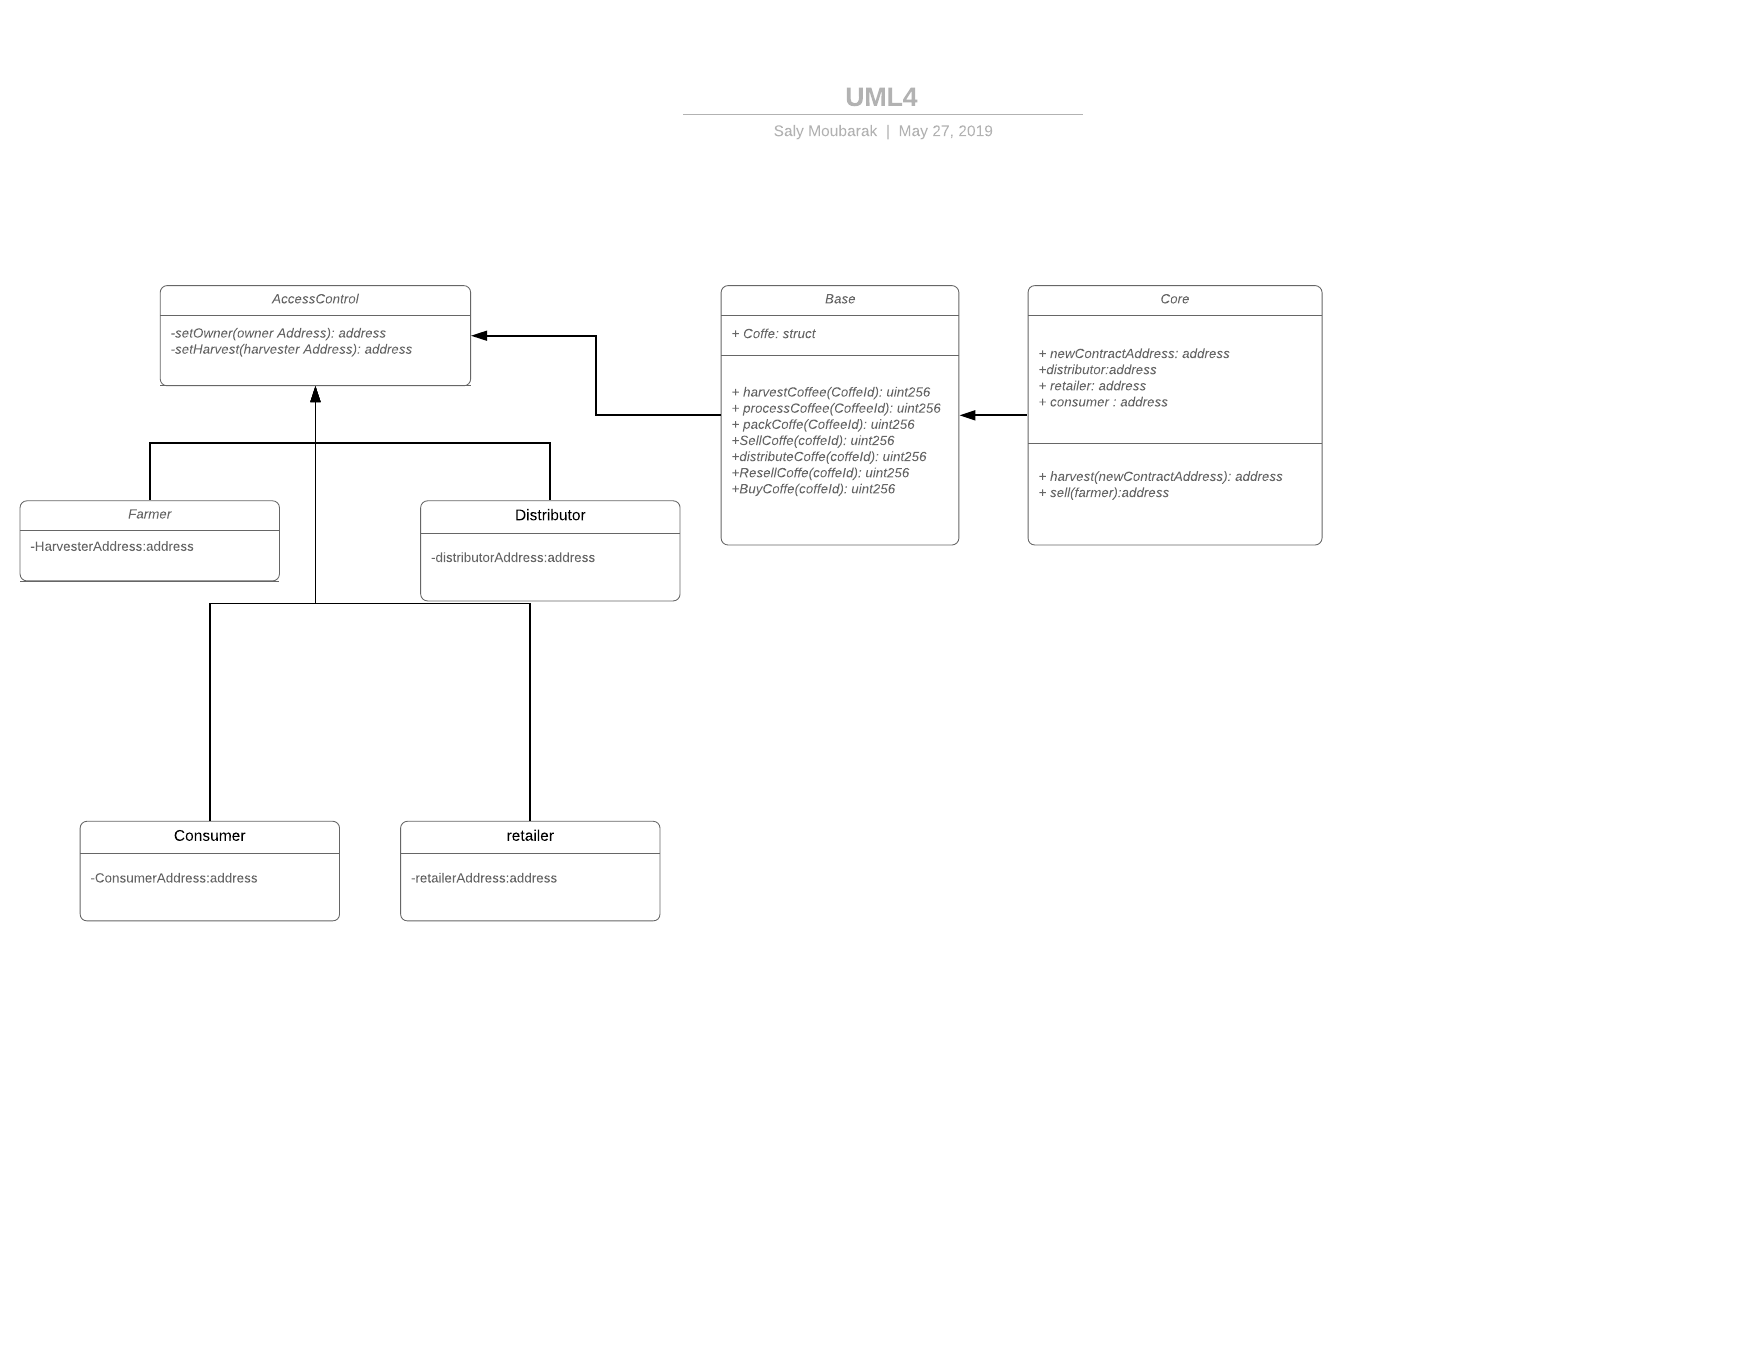 UML4
Saly Moubarak | May 27, 2019
AccessControl
-setOwner(owner Address): address
-setHarvest(harvester Address): address
Base
+ Coffe: struct
+ harvestCoffee(CoffeId): uint256
+ processCoffee(CoffeeId): uint256
+ packCoffe(CoffeeId): uint256
+SellCoffe(coffeId): uint256
+distributeCoffe(coffeId): uint256
+ResellCoffe(coffeId): uint256
+BuyCoffe(coffeId): uint256
Core
+ newContractAddress: address
+distributor:address
+ retailer: address
+ consumer : address
+ harvest(newContractAddress): address
+ sell(farmer):address
Farmer
-HarvesterAddress:address
Distributor
-distributorAddress:address
Consumer
-ConsumerAddress:address
retailer
-retailerAddress:address